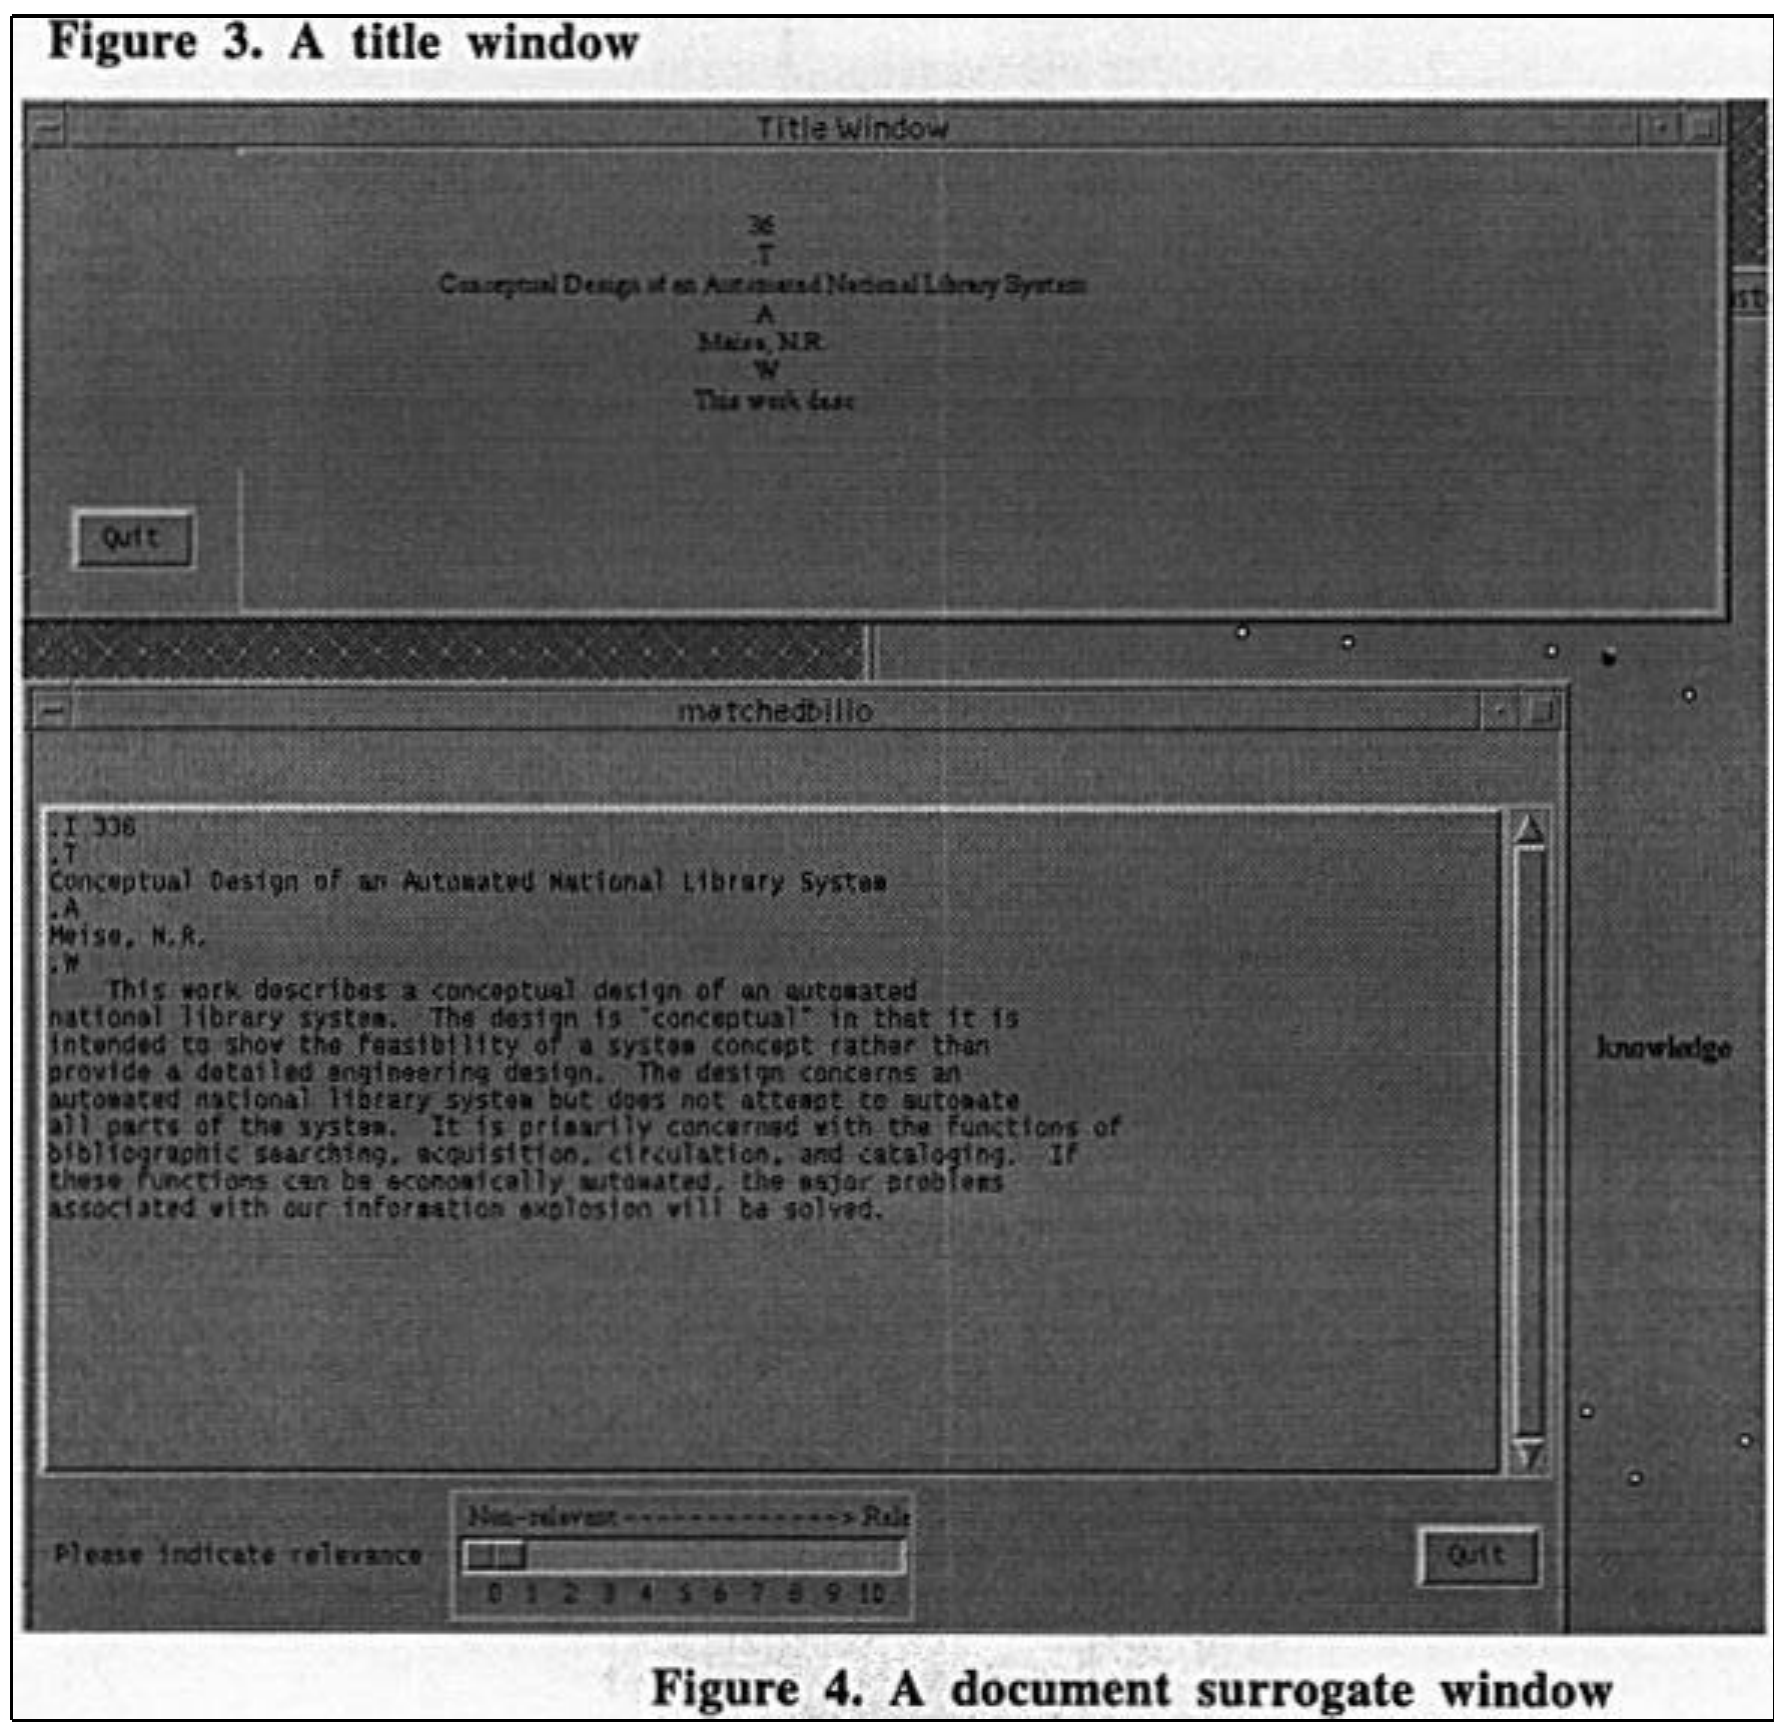 Figure 3. A title window
Title Window
36
.T
Conceptual Design of an Automated National Library System
.A
Meise, N.R.
.W
This work desc
Quit
matchedbilio
.I 336
.T
Conceptual Design of an Automated National Library System
.A
Meise, N.R.
.W
This work describes a conceptual design of an automated
national library system. The design is "conceptual" in that it is
intended to show the feasibility of a system concept rather than
provide a detailed engineering design. The design concerns an
automated national library system but does not attempt to automate
all parts of the system. It is primarily concerned with the functions of
bibliographic searching, acquisition, circulation, and cataloging. If
these functions can be economically automated, the major problems
associated with our information explosion will be solved.
knowledge
Non-relevant -------------> Rele
Please indicate relevance
0 1 2 3 4 5 6 7 8 9 10
Quit
Figure 4. A document surrogate window